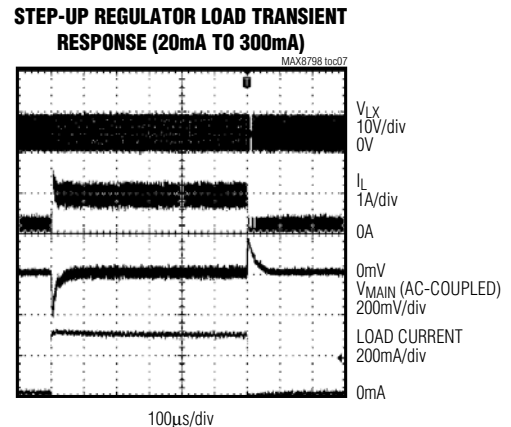 STEP-UP REGULATOR LOAD TRANSIENT
RESPONSE (20mA TO 300mA)
MAX8798 toc07
T
VLX
10V/div
0V
IL
1A/div
0A
0mV
VMAIN (AC-COUPLED)
200mV/div
LOAD CURRENT
200mA/div
0mA
100μs/div